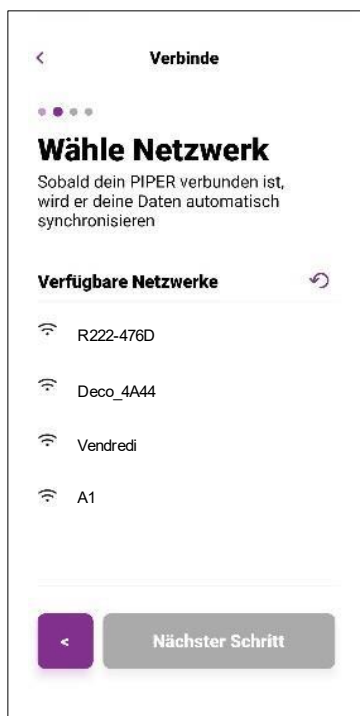 Verbinde
Wähle Netzwerk
Sobald dein PIPER verbunden ist,
wird er deine Daten automatisch
synchronisieren
Verfügbare Netzwerke
R222-476D
Deco_4A44
Vendredi
A1
< Nächster Schritt